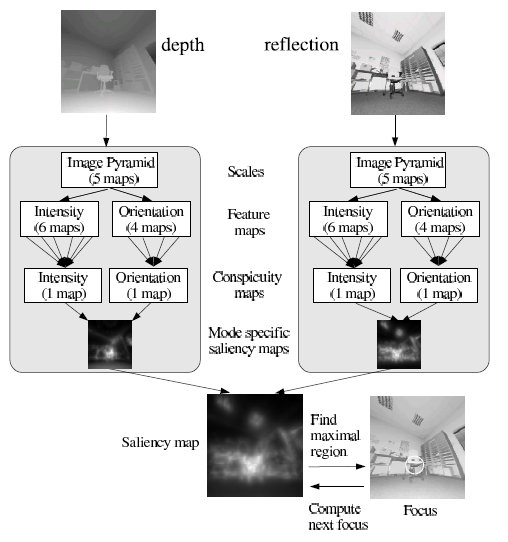 depth
reflection
Image Pyramid
(5 maps)
Image Pyramid
(5 maps)
Scales
Intensity
(6 maps)
Orientation
(4 maps)
Feature
maps
Intensity
(6 maps)
Orientation
(4 maps)
Intensity
(1 map)
Orientation
(1 map)
Conspicuity
maps
Intensity
(1 map)
Orientation
(1 map)
Mode specific
saliency maps
Saliency map
Find
maximal
region
Compute
next focus
Focus